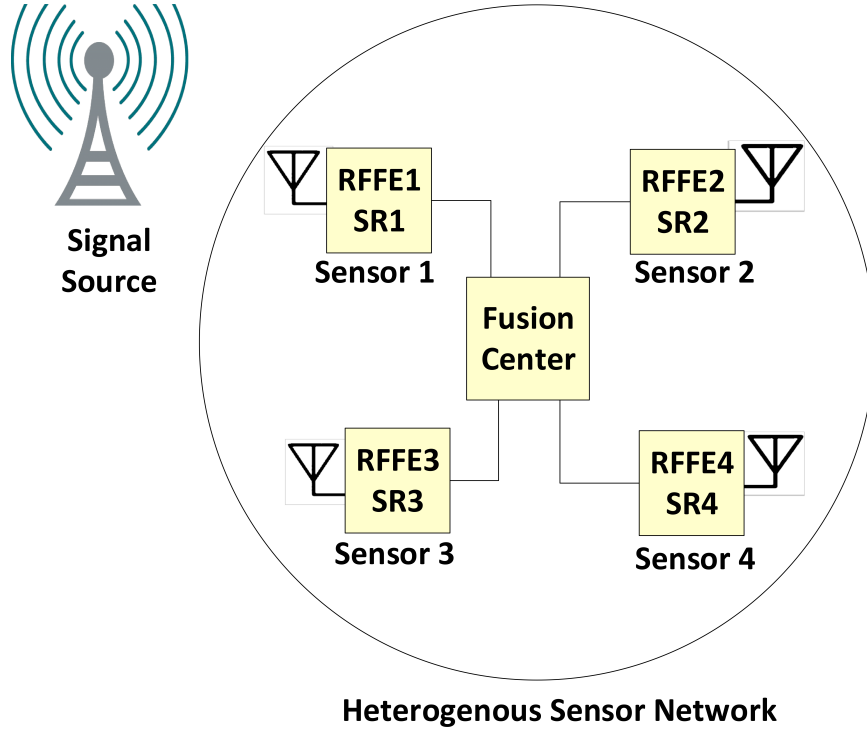 RFFE1
SR1
Sensor 1
RFFE2
SR2
Sensor 2
Signal
Source
Fusion
Center
RFFE3
SR3
Sensor 3
RFFE4
SR4
Sensor 4
Heterogenous Sensor Network